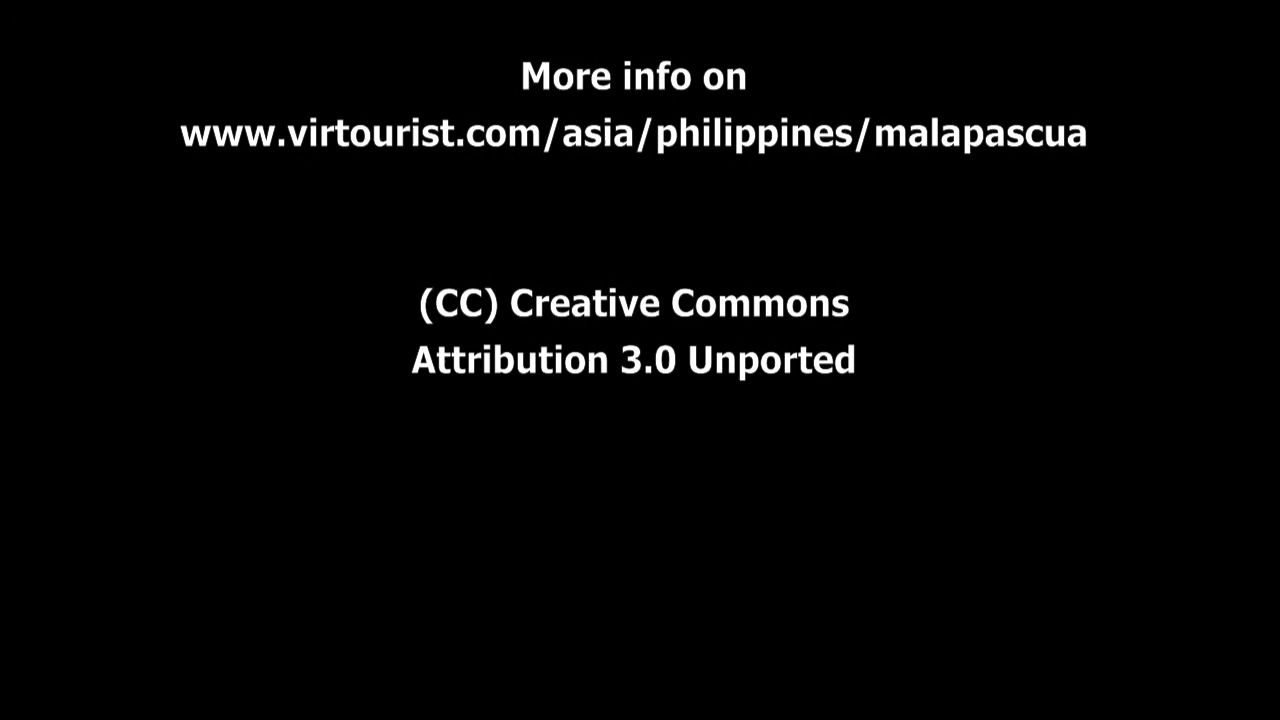 More info on
www.virtourist.com/asia/philippines/malapascua
(CC) Creative Commons
Attribution 3.0 Unported